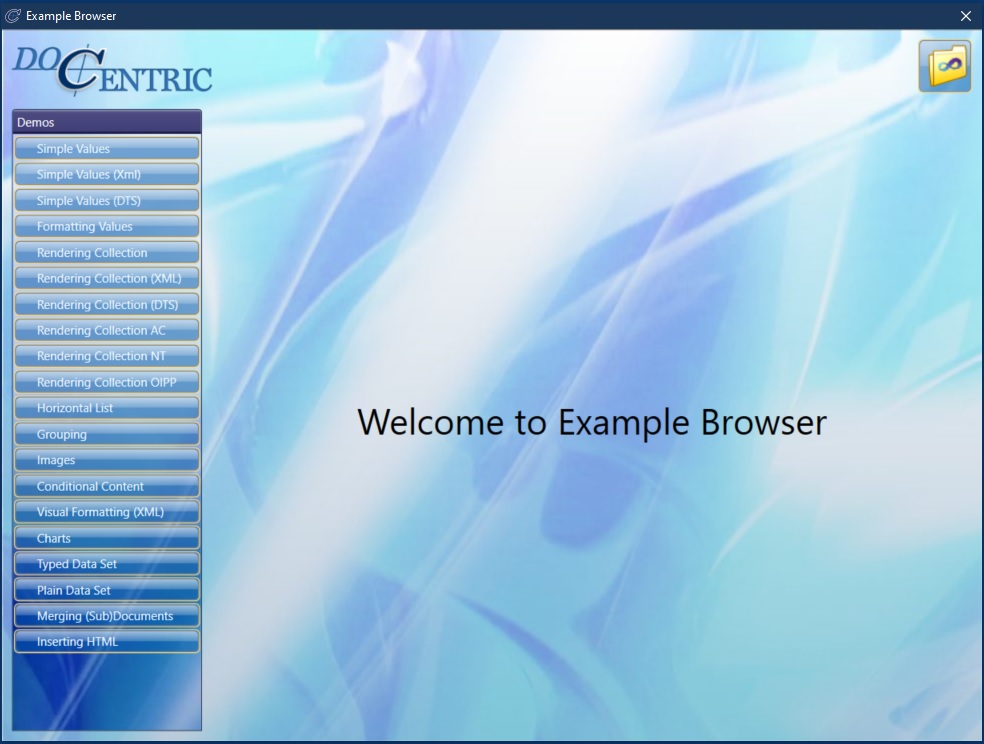 Example Browser
DOCENTRIC
Demos
Simple Values
Simple Values (Xml)
Simple Values (DTS)
Formatting Values
Rendering Collection
Rendering Collection (XML)
Rendering Collection (DTS)
Rendering Collection AC
Rendering Collection NT
Rendering Collection OIPP
Horizontal List
Grouping
Images
Conditional Content
Visual Formatting (XML)
Charts
Typed Data Set
Plain Data Set
Merging (Sub)Documents
Inserting HTML
Welcome to Example Browser